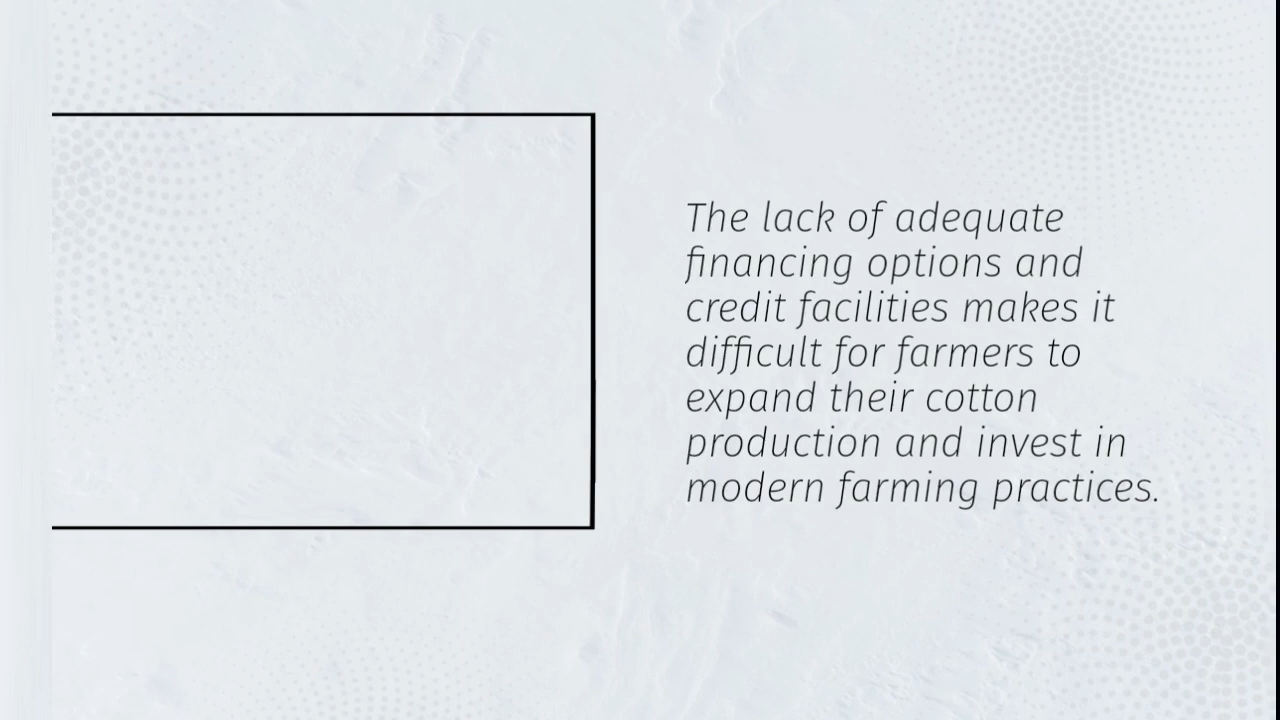 The lack of adequate
financing options and
credit facilities makes it
difficult for farmers to
expand their cotton
production and invest in
modern farming practices.